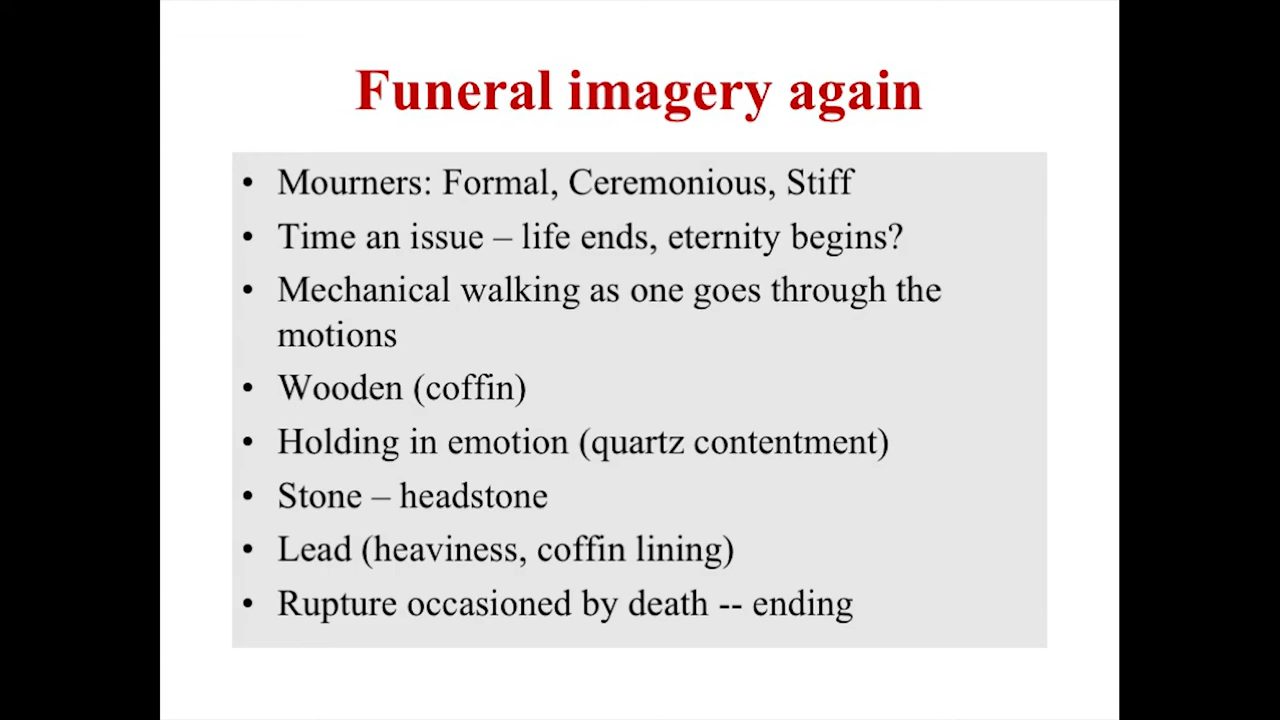 Funeral imagery again
• Mourners: Formal, Ceremonious, Stiff
• Time an issue – life ends, eternity begins?
• Mechanical walking as one goes through the
motions
• Wooden (coffin)
• Holding in emotion (quartz contentment)
• Stone – headstone
• Lead (heaviness, coffin lining)
• Rupture occasioned by death -- ending